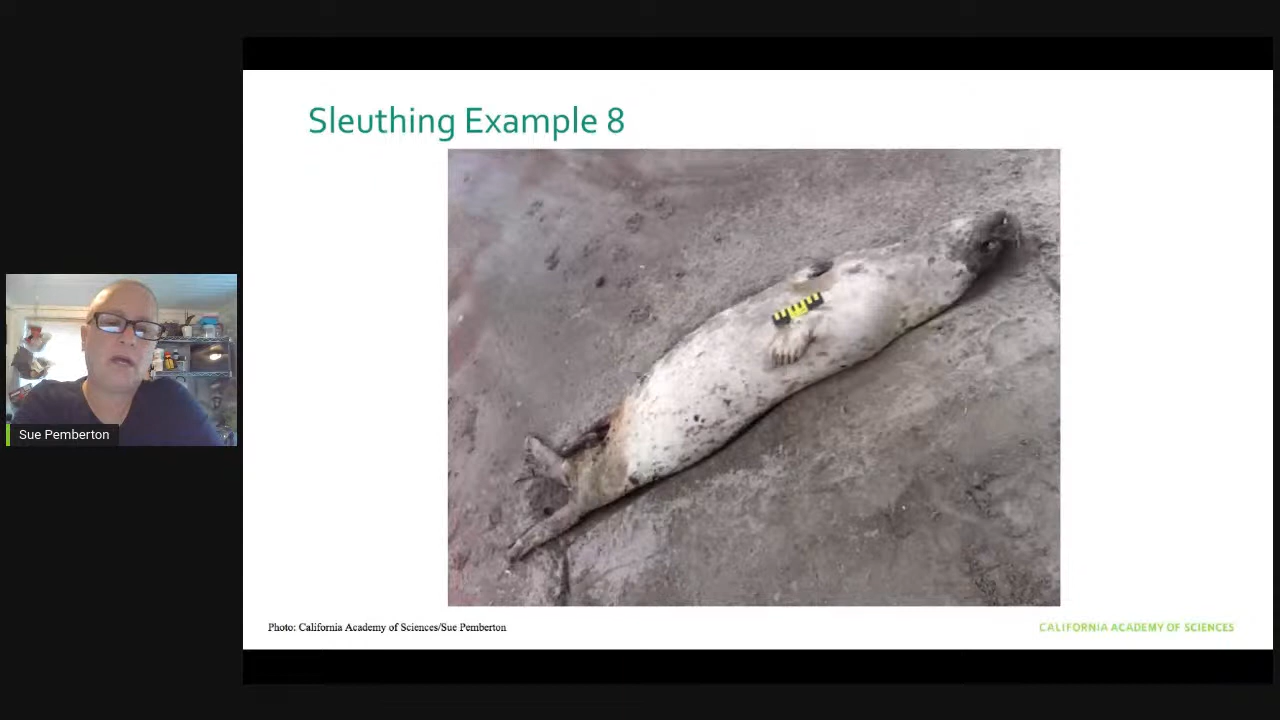 Sleuthing Example 8
Sue Pemberton
Photo: California Academy of Sciences/Sue Pemberton
CALIFORNIA ACADEMY OF SCIENCES